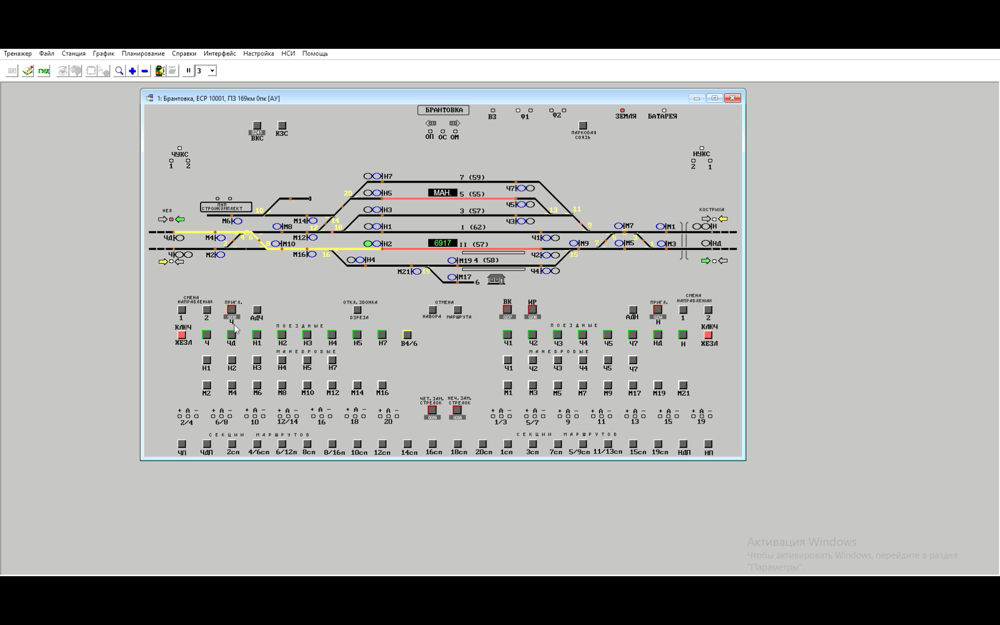 Тренажер Файл Станция График Планирование Справки Интерфейс Настройка НСИ Помощь
ГИД 3
1: Брантовка, ЕСР 10001, ПЗ 169км 0пк [АУ]
БРАНТОВКА ВЗ Ф1 Ф2 ЗЕМЛЯ БАТАРЕЯ
0241
ВКС КЗС ОП ОС ОМ ПАРКОВАЯ СВЯЗЬ
ЧУКС НУКС
1 2 2 1
Н7 7 (59)
20 Н5 МАН. 5 (55) Ч7
ПНП
СТРОЙКОМПЛЕКТ
НЕЯ 10 Н3 3 (57) Ч5 13 11 КОСТРИХА
М6 М14 14 Ч3
М8 12 18 Н1 I (62) 9 М7 М1 Н
ЧД М4 4 6 М12 Ч1 5 3
2 8 М10 Н2 6917 II (57) М9 7 М5 1 М3 НД
Ч М2 М16 16 Ч2 15
Н4 М19 4 (58)
М21 19 Ч4
М17 6
СМЕНА НАПРАВЛЕНИЙ ПРИГЛ. ОТКЛ.ЗВОНКА ОТМЕНА ВК ИР ПРИГЛ. СМЕНА НАПРАВЛЕНИЙ
1 2 Ч АДЧ ВЗРЕЗА НАБОРА МАРШРУТА 0237 0236 АДН 0234 Н 1 2
КЛЮЧ ПОЕЗДНЫЕ ПОЕЗДНЫЕ КЛЮЧ
ЖЕЗЛ Ч ЧД Н1 Н2 Н3 Н4 Н5 Н7 В4/6 Ч1 Ч2 Ч3 Ч4 Ч5 Ч7 НД Н ЖЕЗЛ
МАНЕВРОВЫЕ МАНЕВРОВЫЕ
Н1 Н2 Н3 Н4 Н5 Н7 Ч1 Ч2 Ч3 Ч4 Ч5 Ч7
М2 М4 М6 М8 М10 М12 М14 М16 М1 М3 М5 М7 М9 М17 М19 М21
ЧЕТ.ЗАМ. СТРЕЛОК НЕЧ.ЗАМ. СТРЕЛОК
+ А - + А - + А - + А - + А - + А - + А - 0059 0058 + А - + А - + А - + А - + А - + А - + А -
2/4 6/8 10 12/14 16 18 20 1/3 5/7 9 11 13 15 19
СЕКЦИИ МАРШРУТОВ СЕКЦИИ МАРШРУТОВ
ЧП ЧДП 2сп 4/6сп 6/12п 8сп 8/16п 10сп 12сп 14сп 16сп 18сп 20сп 1сп 3сп 7сп 5/9сп 11/13сп 15сп 19сп НДП НП
Активация Windows
Чтобы активировать Windows, перейдите в раздел
"Параметры".